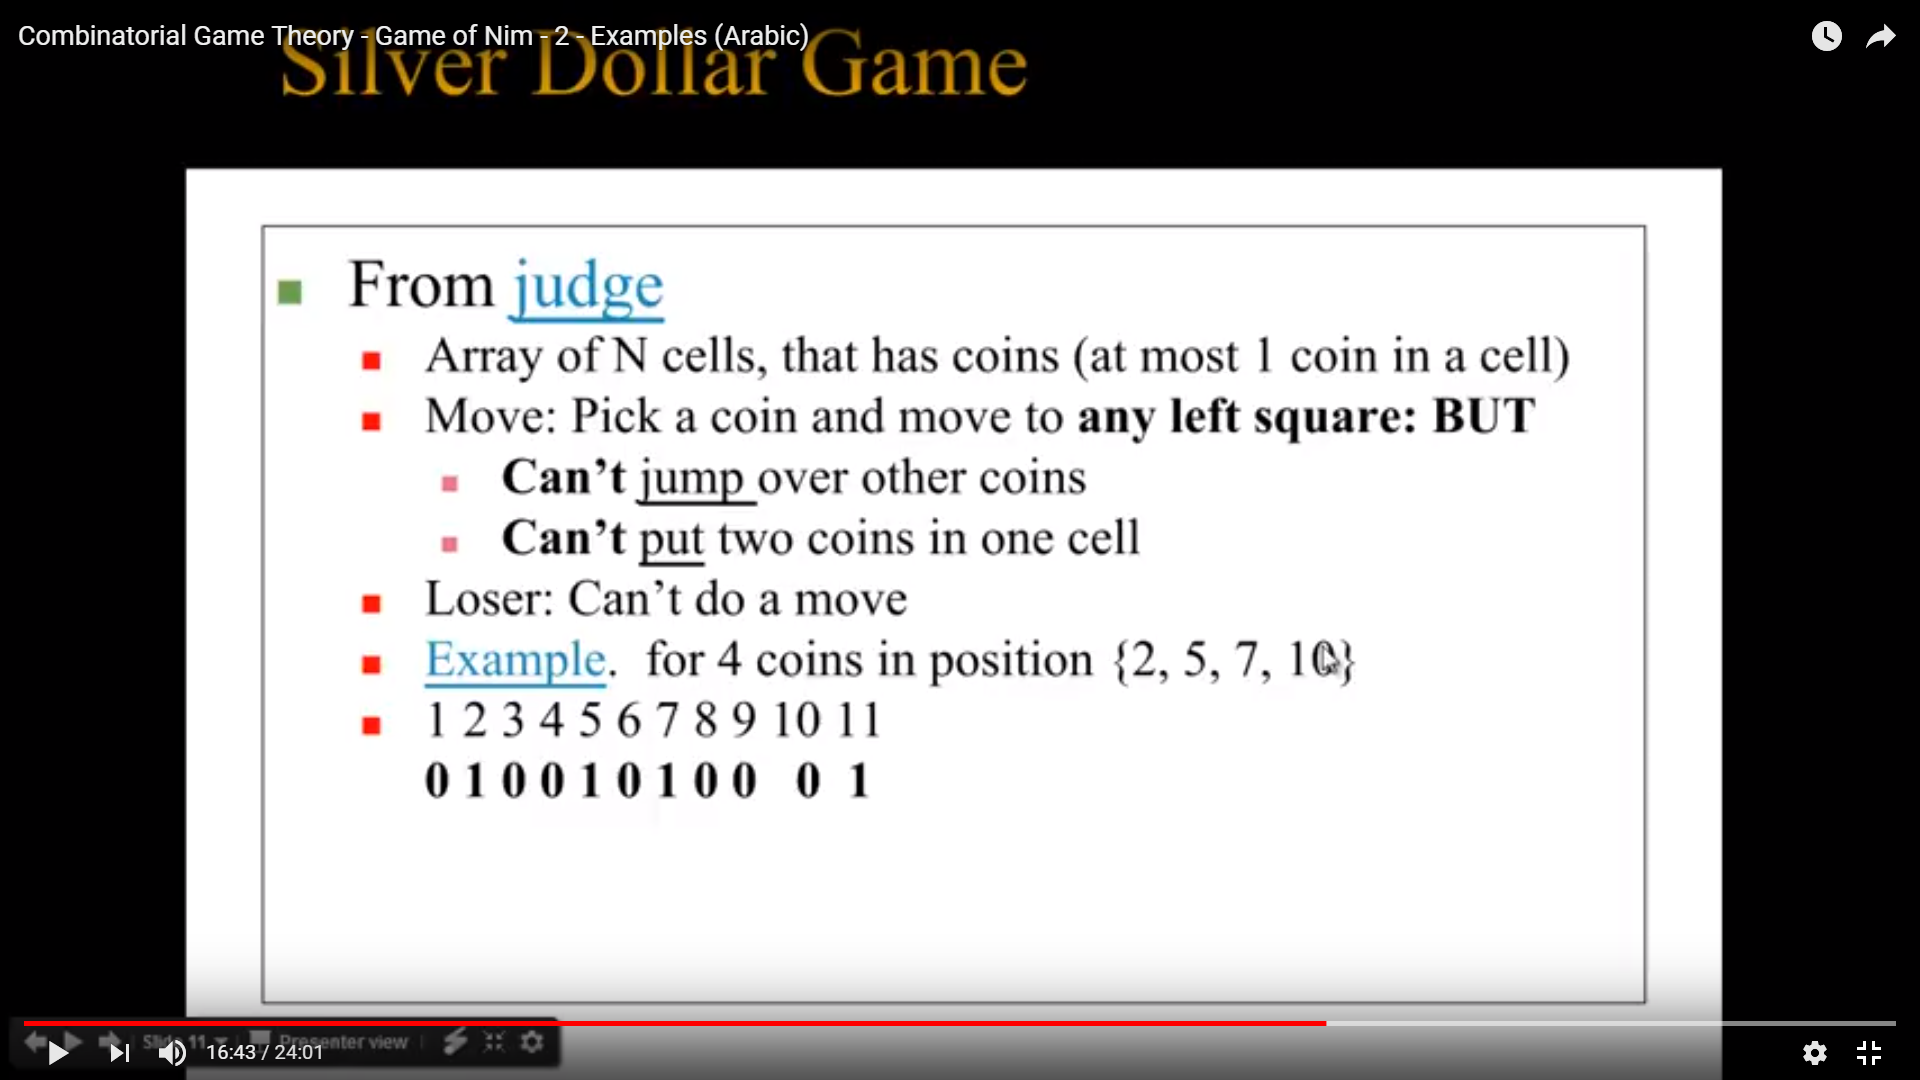 Combinatorial Game Theory - Game of Nim - 2 - Examples (Arabic)
Silver Dollar Game
From judge
Array of N cells, that has coins (at most 1 coin in a cell)
Move: Pick a coin and move to any left square: BUT
Can't jump over other coins
Can't put two coins in one cell
Loser: Can't do a move
Example. for 4 coins in position {2, 5, 7, 10}
1 2 3 4 5 6 7 8 9 10 11
0 1 0 0 1 0 1 0 0 0 1
Slide 11 Presenter view
16:43 / 24:01